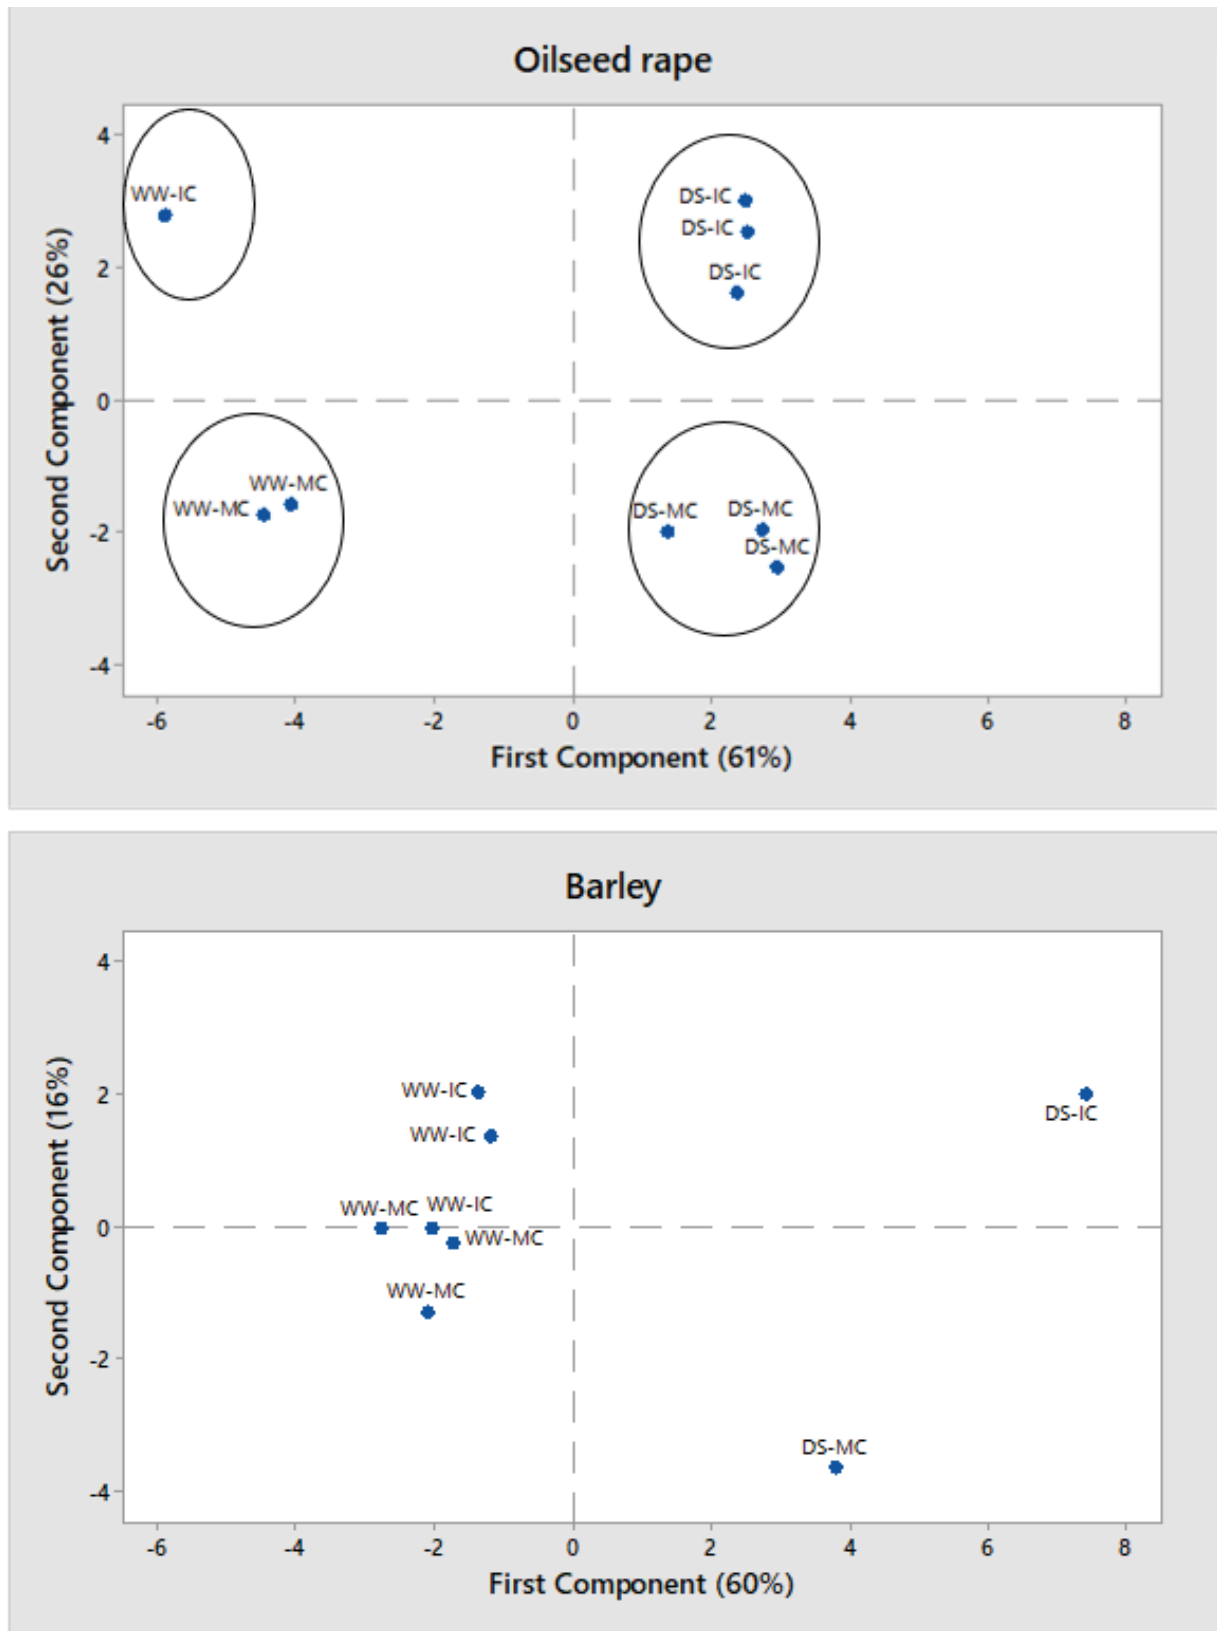 Oilseed rape
4
WW-IC
DS-IC
DS-IC
2
DS-IC
Second Component (26%)
0
WW-MC
WW-MC
DS-MC
DS-MC
-2
DS-MC
-4
-6 -4 -2 0 2 4 6 8
First Component (61%)
Barley
4
2
WW-IC
DS-IC
WW-IC
Second Component (16%)
WW-MC WW-IC
0
WW-MC
WW-MC
-2
DS-MC
-4
-6 -4 -2 0 2 4 6 8
First Component (60%)